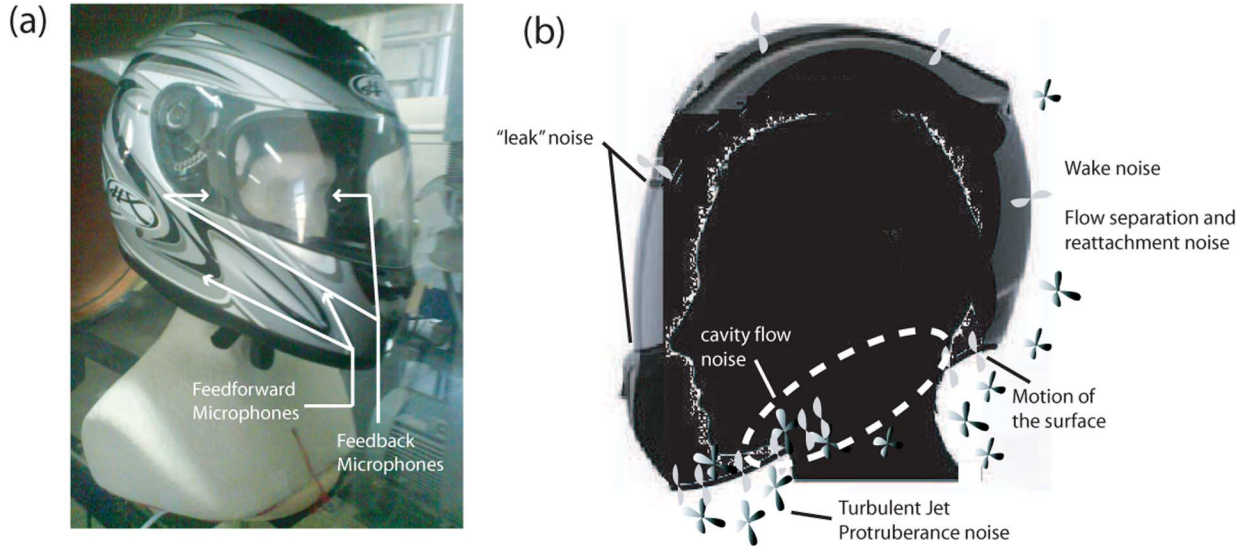 (a)
Feedforward
Microphones
Feedback
Microphones
(b)
"leak" noise
Wake noise
Flow separation and
reattachment noise
cavity flow
noise
Motion of
the surface
Turbulent Jet
Protruberance noise